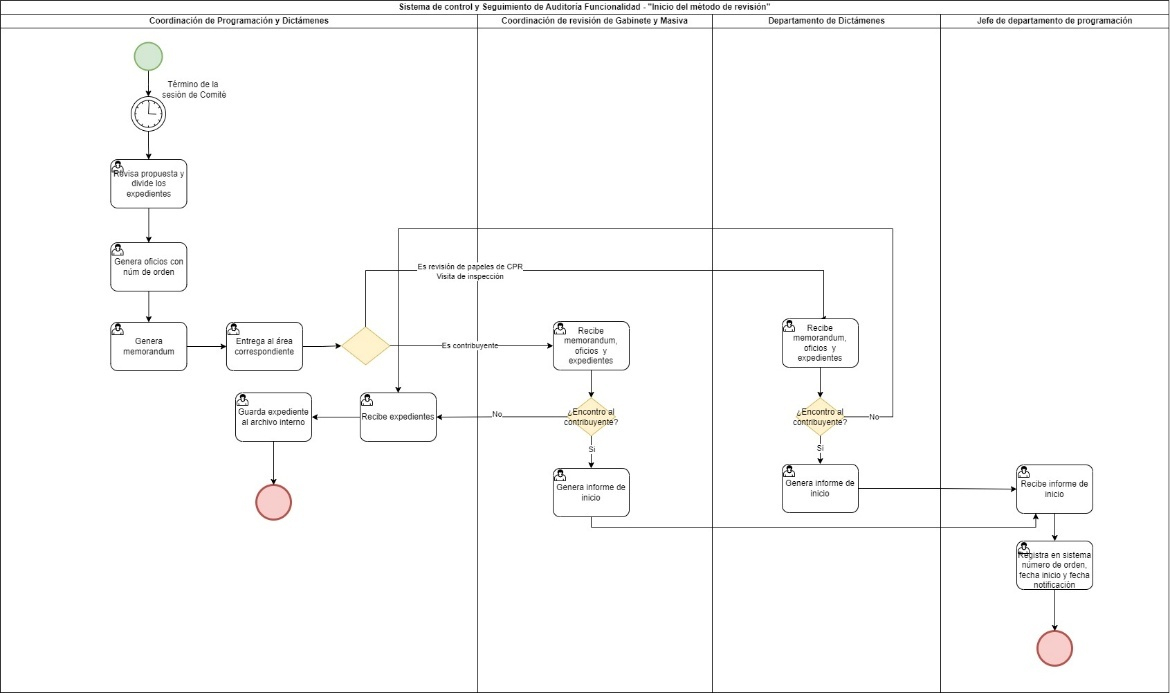 Sistema de control y Seguimiento de Auditoría Funcionalidad - "Inicio del método de revisión"
Coordinación de Programación y Dictámenes
Coordinación de revisión de Gabinete y Masiva
Departamento de Dictámenes
Jefe de departamento de programación
Término de la
sesión de Comité
Revisa propuesta y
divide los
expedientes
Genera oficios con
núm de orden
Genera
memorandum
Entrega al área
correspondiente
Es revisión de papeles de CPR
Visita de inspección
Es contribuyente
Recibe
memorandum,
oficios y
expedientes
Recibe
memorandum,
oficios y
expedientes
Guarda expediente
al archivo interno
Recibe expedientes
No
¿Encontro al
contribuyente?
¿Encontro al
contribuyente?
No
Si
Si
Genera informe de
inicio
Genera informe de
inicio
Recibe informe de
inicio
Registra en sistema
número de orden,
fecha inicio y fecha
notificación